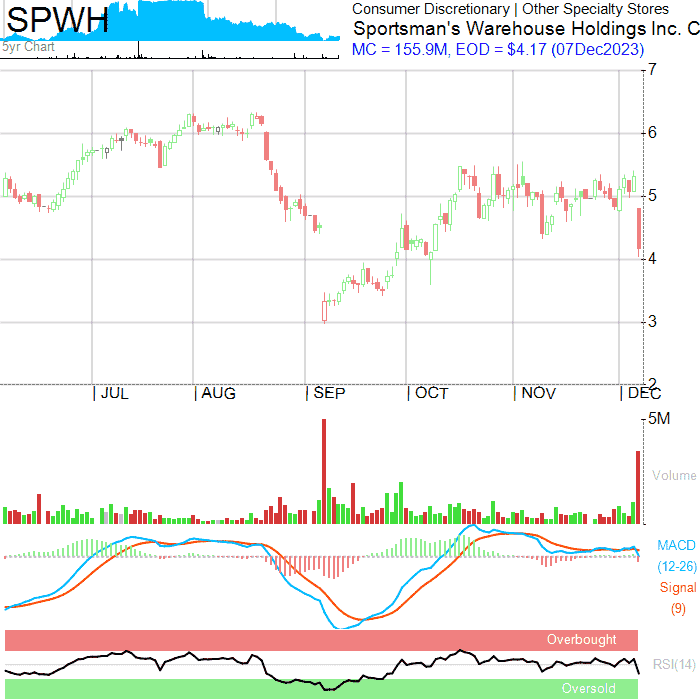 SPWH
5yr Chart
Consumer Discretionary | Other Specialty Stores
Sportsman's Warehouse Holdings Inc. C
MC = 155.9M, EOD = $4.17 (07Dec2023)
7
6
5
4
3
2
JUL
AUG
SEP
OCT
NOV
DEC
5M
Volume
MACD
(12-26)
Signal
(9)
Overbought
RSI(14)
Oversold